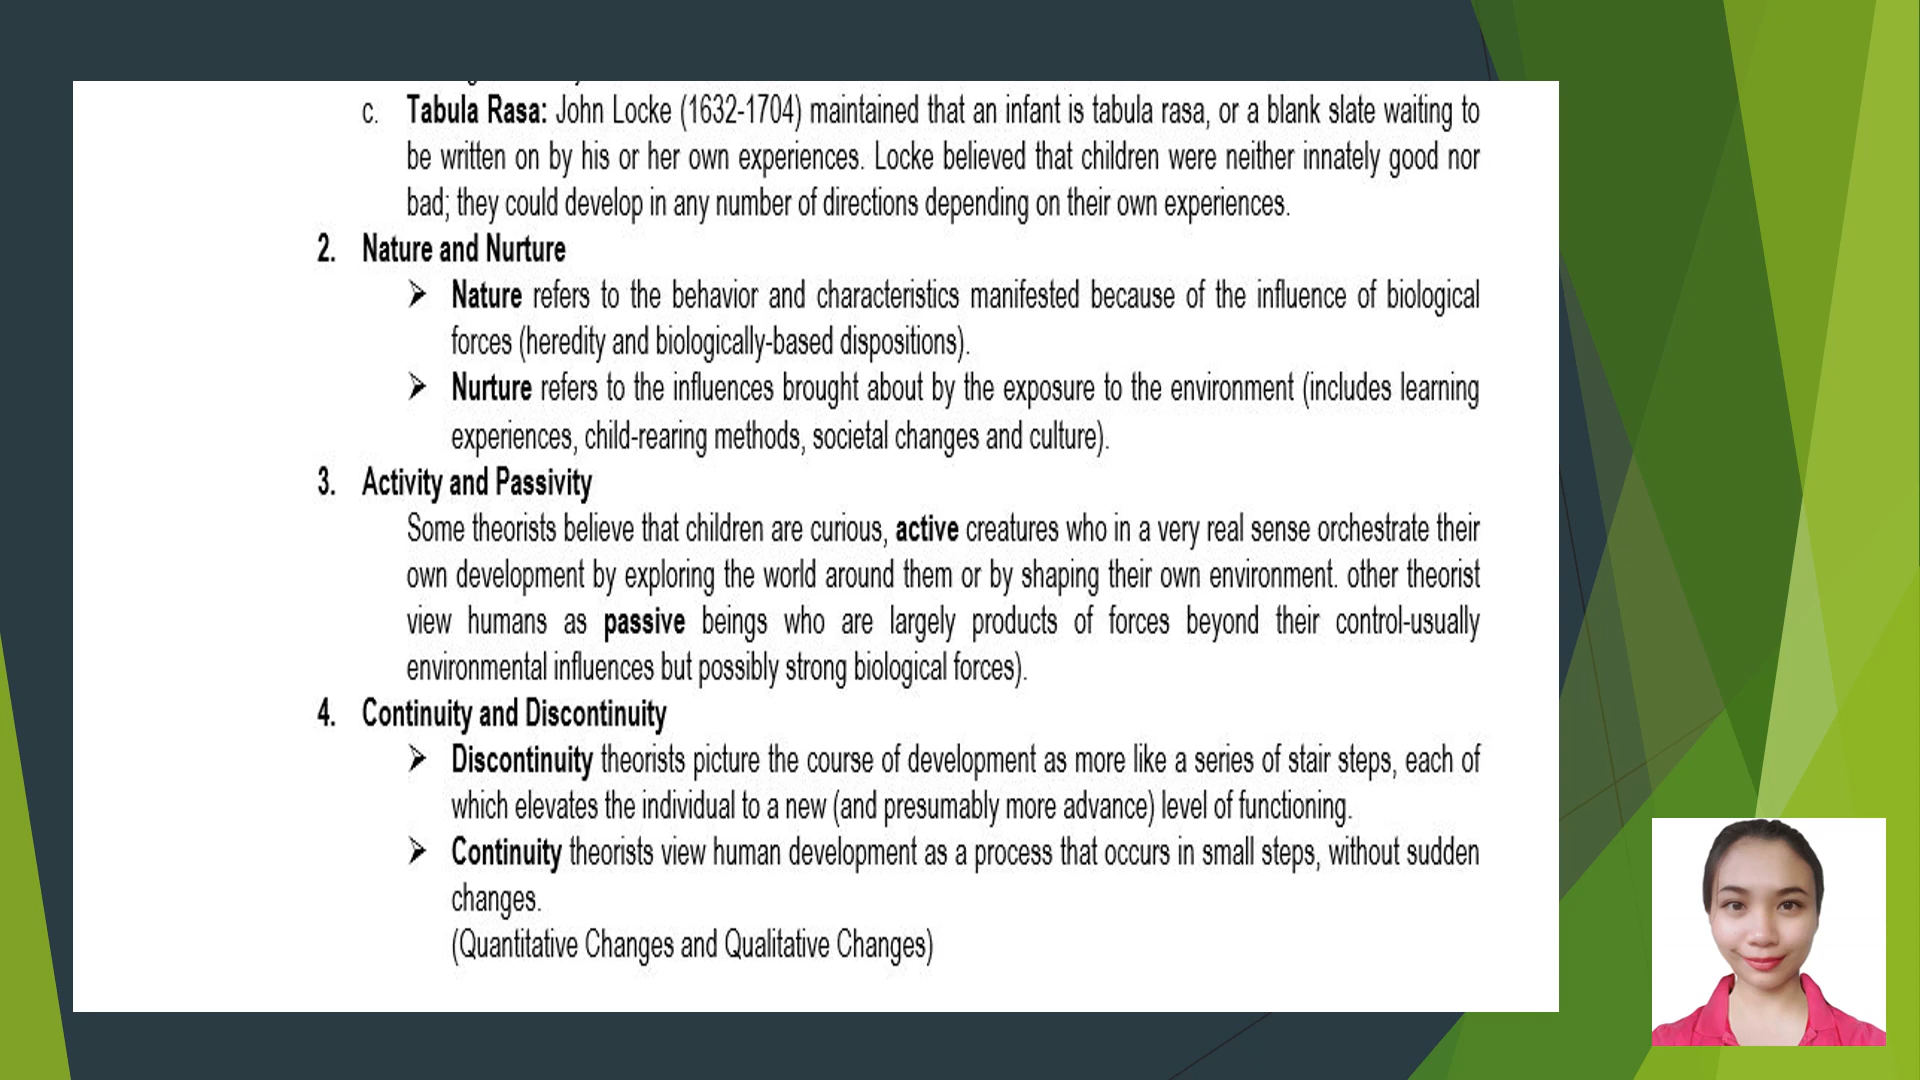 c. Tabula Rasa: John Locke (1632-1704) maintained that an infant is tabula rasa, or a blank slate waiting to
be written on by his or her own experiences. Locke believed that children were neither innately good nor
bad; they could develop in any number of directions depending on their own experiences.
2. Nature and Nurture
➢ Nature refers to the behavior and characteristics manifested because of the influence of biological
forces (heredity and biologically-based dispositions).
➢ Nurture refers to the influences brought about by the exposure to the environment (includes learning
experiences, child-rearing methods, societal changes and culture).
3. Activity and Passivity
Some theorists believe that children are curious, active creatures who in a very real sense orchestrate their
own development by exploring the world around them or by shaping their own environment. other theorist
view humans as passive beings who are largely products of forces beyond their control-usually
environmental influences but possibly strong biological forces).
4. Continuity and Discontinuity
➢ Discontinuity theorists picture the course of development as more like a series of stair steps, each of
which elevates the individual to a new (and presumably more advance) level of functioning.
➢ Continuity theorists view human development as a process that occurs in small steps, without sudden
changes.
(Quantitative Changes and Qualitative Changes)